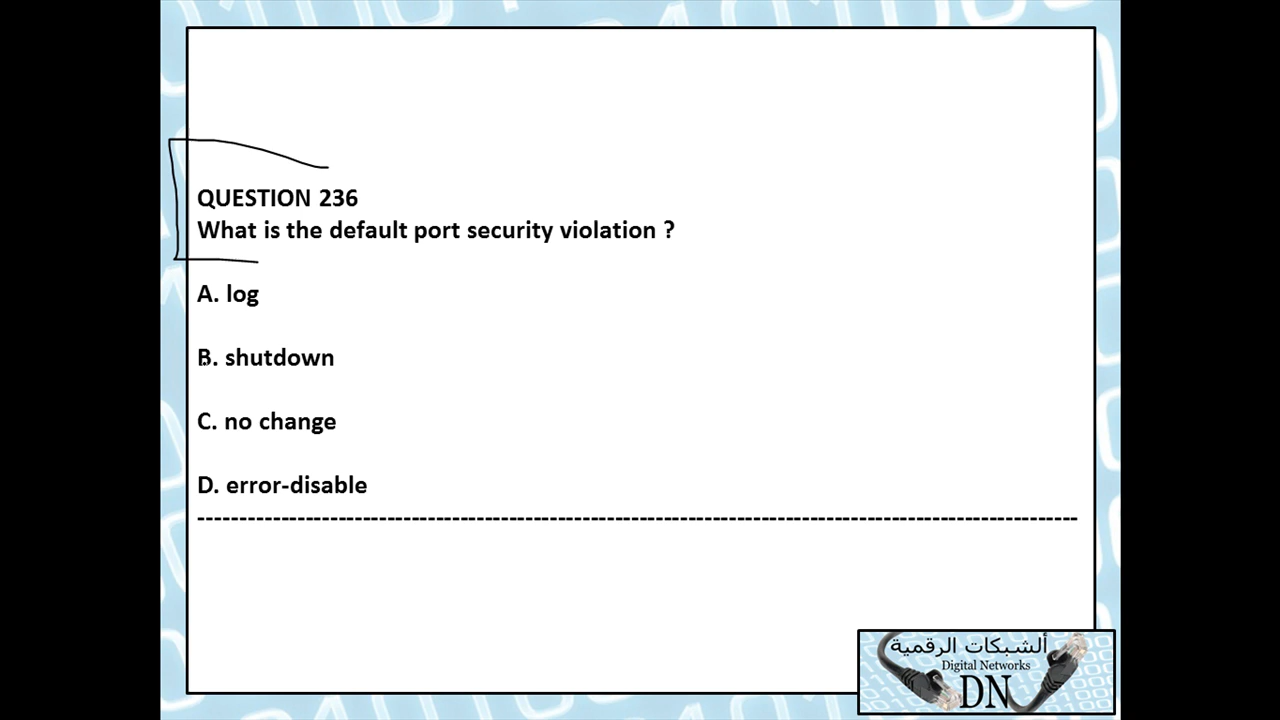 QUESTION 236
What is the default port security violation ?
A. log
B. shutdown
C. no change
D. error-disable
--------------------------------------------------------------------------------------------------------
ألشبكات الرقمية
Digital Networks
DN